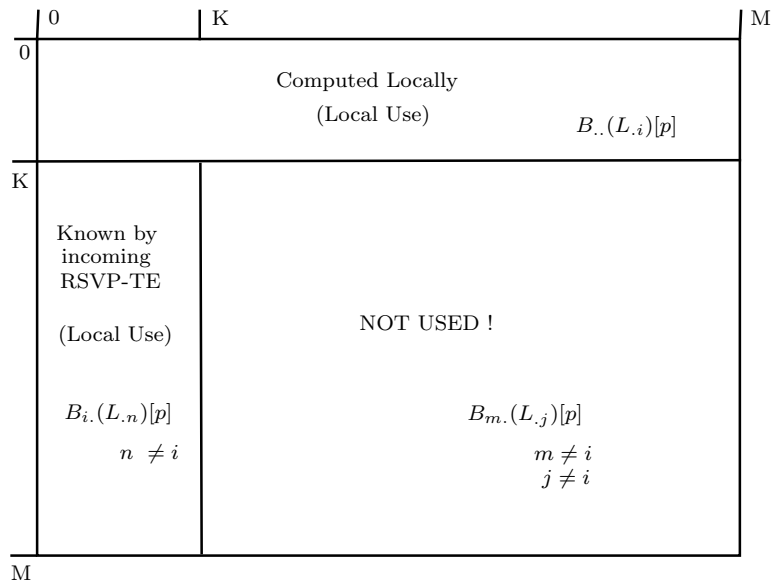 0
K
M
0
Computed Locally
(Local Use)
B..(L.i)[p]
K
Known by
incoming
RSVP-TE
(Local Use)
NOT USED !
Bi.(L.n)[p]
n ≠ i
Bm.(L.j)[p]
m ≠ i
j ≠ i
M